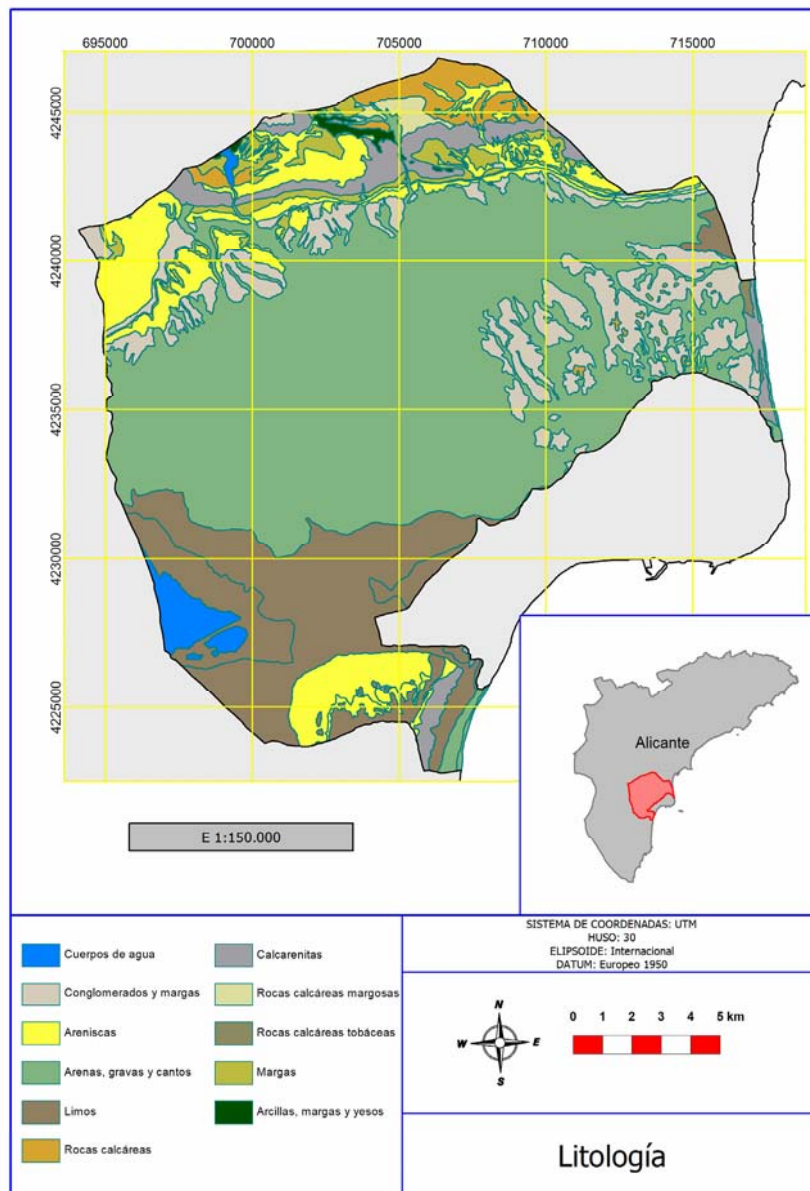 695000 700000 705000 710000 715000
4245000
4240000
4235000
4230000
4225000
Alicante
E 1:150.000
Cuerpos de agua
Conglomerados y margas
Areniscas
Arenas, gravas y cantos
Limos
Rocas calcáreas
Calcarenitas
Rocas calcáreas margosas
Rocas calcáreas tobáceas
Margas
Arcillas, margas y yesos
SISTEMA DE COORDENADAS: UTM
HUSO: 30
ELIPSOIDE: Internacional
DATUM: Europeo 1950
N
W E
S
0 1 2 3 4 5 km
Litología